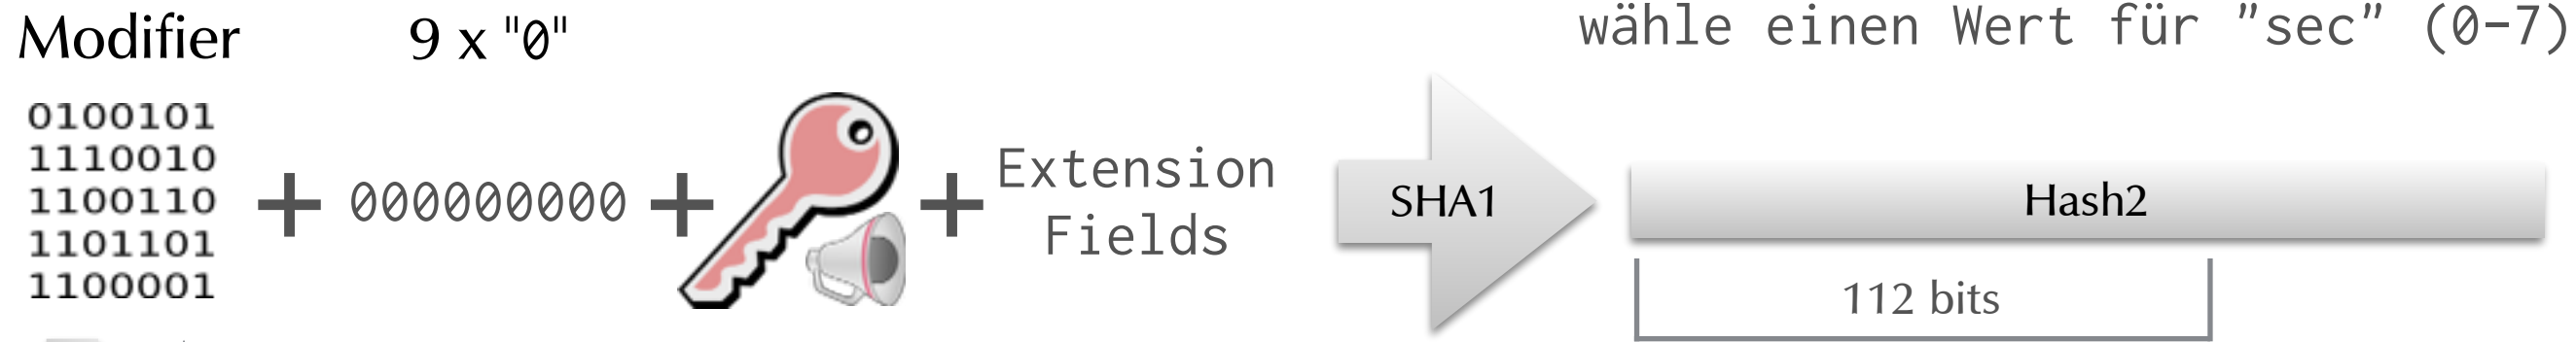 Modifier
9 x "0"
wähle einen Wert für "sec" (0-7)
0100101
1110010
1100110
1101101
1100001
+ 000000000 + + Extension
Fields
SHA1
Hash2
112 bits